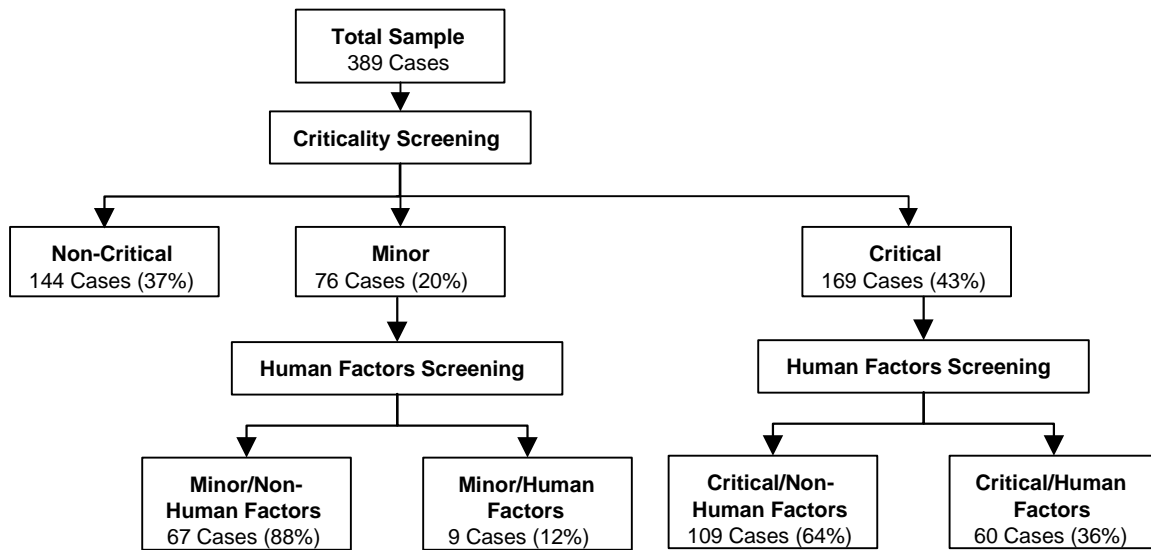 Total Sample
389 Cases
Criticality Screening
Non-Critical
144 Cases (37%)
Minor
76 Cases (20%)
Critical
169 Cases (43%)
Human Factors Screening
Human Factors Screening
Minor/Non-
Human Factors
67 Cases (88%)
Minor/Human
Factors
9 Cases (12%)
Critical/Non-
Human Factors
109 Cases (64%)
Critical/Human
Factors
60 Cases (36%)